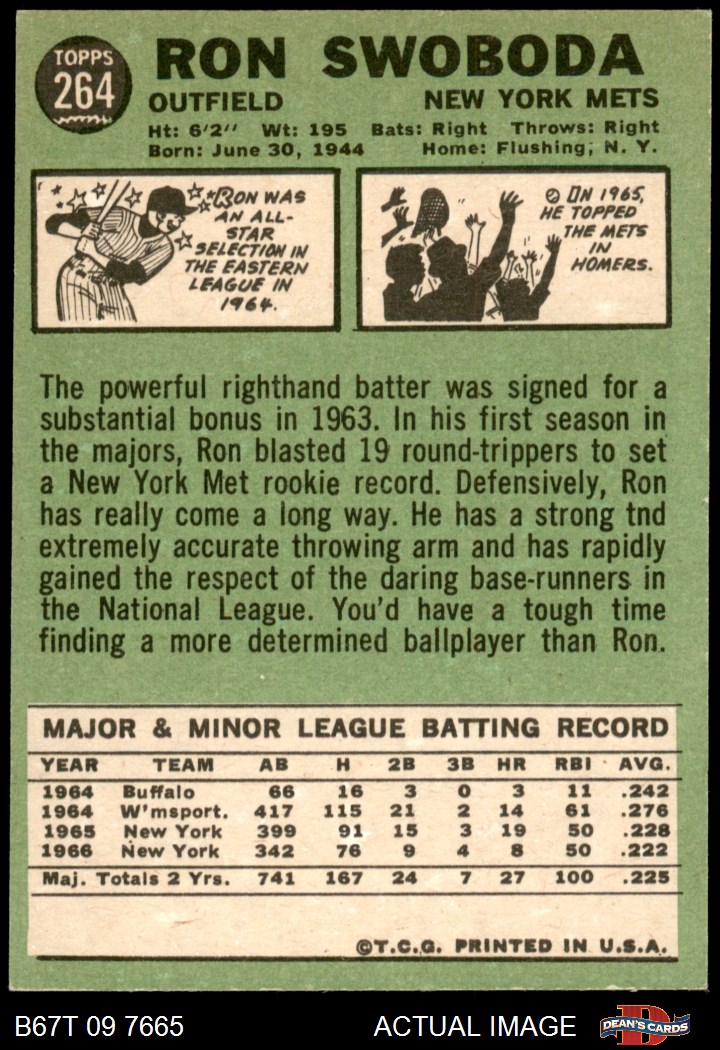 TOPPS
264
RON SWOBODA
OUTFIELD NEW YORK METS
Ht: 6'2" Wt: 195 Bats: Right Throws: Right
Born: June 30, 1944 Home: Flushing, N. Y.
RON WAS
AN ALL-
STAR
SELECTION IN
THE EASTERN
LEAGUE IN
1964.
IN 1965,
HE TOPPED
THE METS
IN
HOMERS.
The powerful righthand batter was signed for a
substantial bonus in 1963. In his first season in
the majors, Ron blasted 19 round-trippers to set
a New York Met rookie record. Defensively, Ron
has really come a long way. He has a strong tnd
extremely accurate throwing arm and has rapidly
gained the respect of the daring base-runners in
the National League. You'd have a tough time
finding a more determined ballplayer than Ron.
MAJOR & MINOR LEAGUE BATTING RECORD
YEAR TEAM AB H 2B 3B HR RBI AVG.
1964 Buffalo 66 16 3 0 3 11 .242
1964 W'msport. 417 115 21 2 14 61 .276
1965 New York 399 91 15 3 19 50 .228
1966 New York 342 76 9 4 8 50 .222
Maj. Totals 2 Yrs. 741 167 24 7 27 100 .225
©T.C.G. PRINTED IN U.S.A.
B67T 09 7665 ACTUAL IMAGE D DEAN'S CARDS